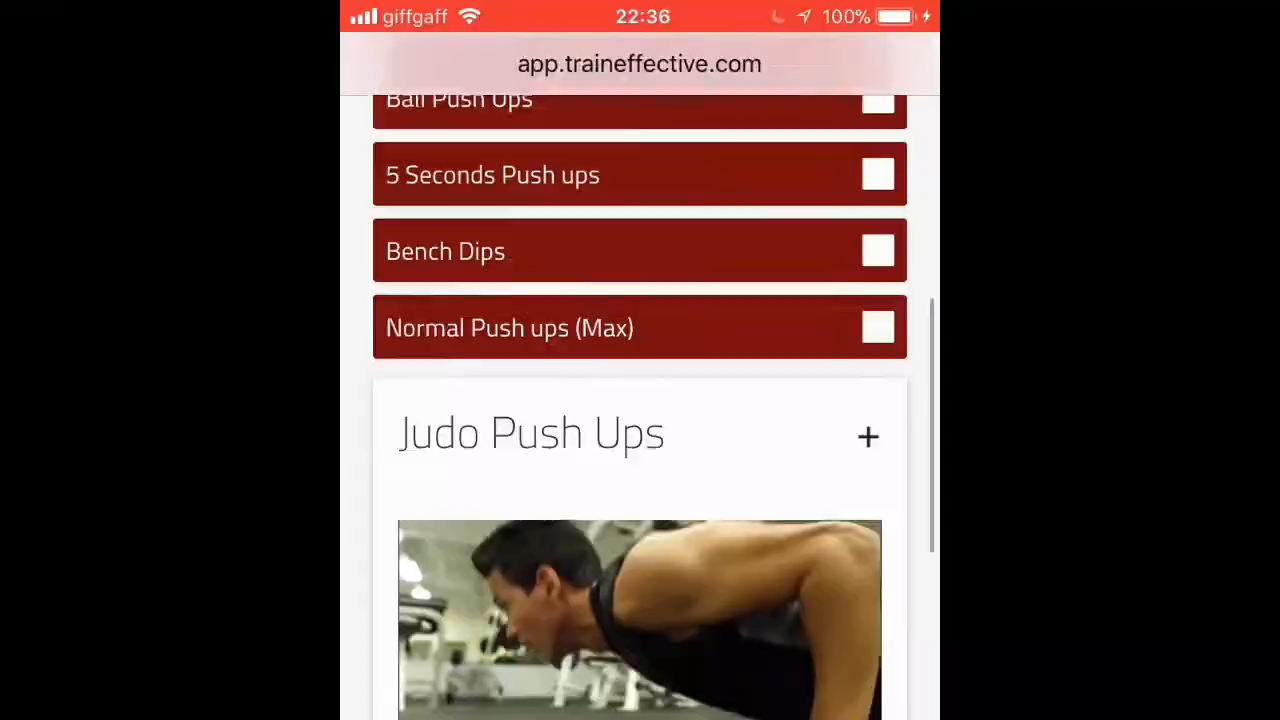 giffgaff 22:36 100%
app.traineffective.com
Ball Push Ups
5 Seconds Push ups
Bench Dips
Normal Push ups (Max)
Judo Push Ups +